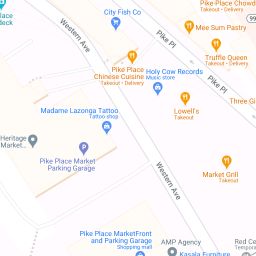 Pike Place Chowd
Takeout • Delivery
City Fish Co
place
deck
Western Ave
Mee Sum Pastry
Pike Pl
Truffle Queen
Takeout • Delivery
Pike Place
Chinese Cuisine
Takeout • Delivery
Holy Cow Records
Music store
Pike Pl
Madame Lazonga Tattoo
Tattoo shop
Lowell's
Takeout
Three Gi
Heritage
Market...
Pike Place Market
Parking Garage
Western Ave
Market Grill
Takeout
Pike Place MarketFront
and Parking Garage
Shopping mall
AMP Agency
Kasala Furniture
Red Ce
Temporar